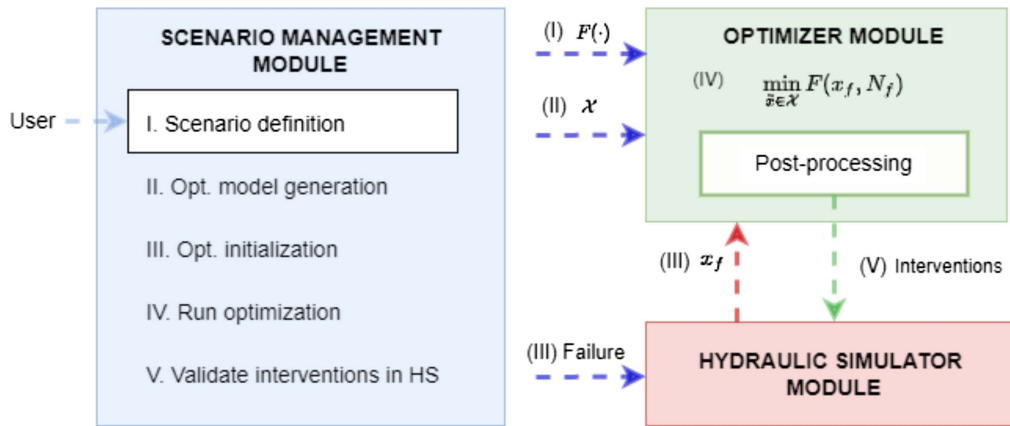 SCENARIO MANAGEMENT
MODULE
User
I. Scenario definition
II. Opt. model generation
III. Opt. initialization
IV. Run optimization
V. Validate interventions in HS
(I) F(·)
(II) 𝒳
OPTIMIZER MODULE
(IV) min F(x_f, N_f)
x̃∈𝒳
Post-processing
(III) x_f
(V) Interventions
(III) Failure
HYDRAULIC SIMULATOR
MODULE